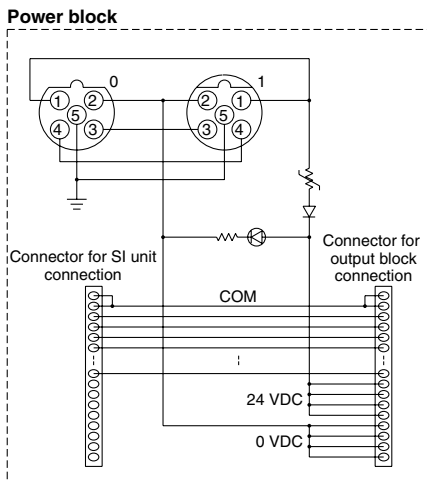 Power block
0
1
1
2
5
4
3
2
1
5
3
4
Connector for SI unit
connection
Connector for
output block
connection
COM
24 VDC
0 VDC